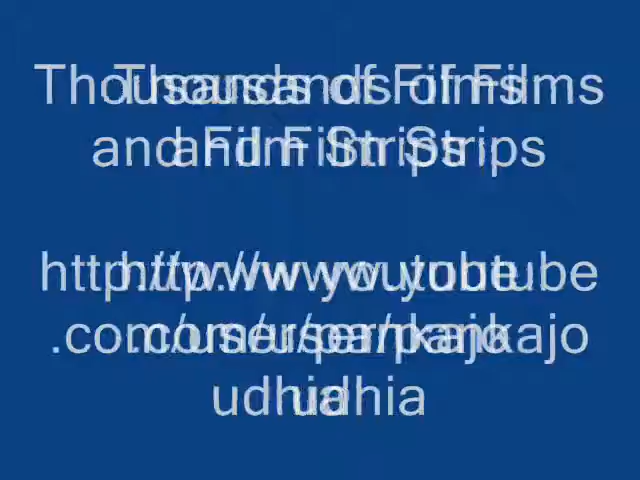 Thousands of Films
and Film Strips
http://www.youtube
.com/user/pankajo
udhia